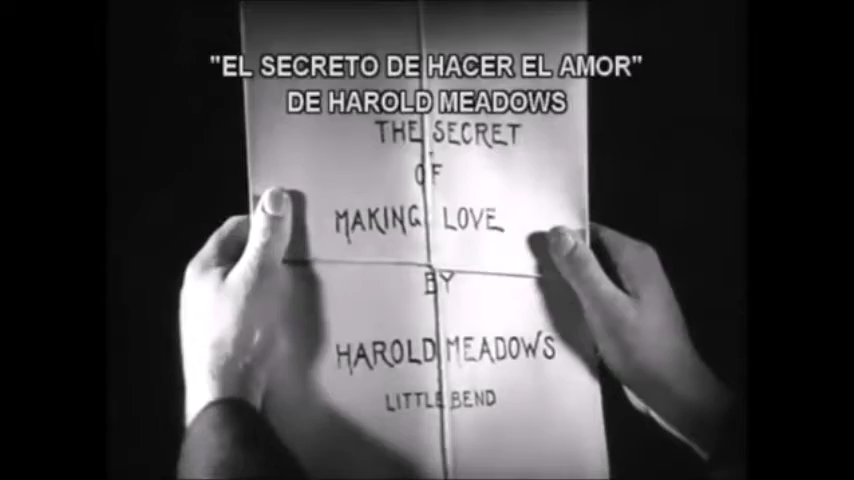 "EL SECRETO DE HACER EL AMOR"
DE HAROLD MEADOWS
THE SECRET
OF
MAKING LOVE
BY
HAROLD MEADOWS
LITTLE BEND